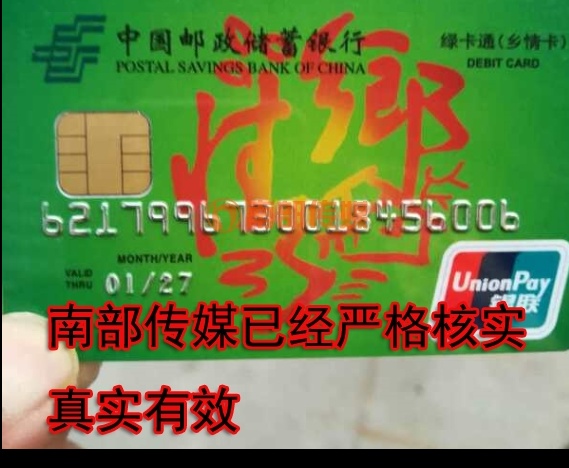 中国邮政储蓄银行
POSTAL SAVINGS BANK OF CHINA
绿卡通(乡情卡)
DEBIT CARD
6217996730018456006
MONTH/YEAR
VALID THRU 01/27
UnionPay
银联
南部传媒已经严格核实
真实有效